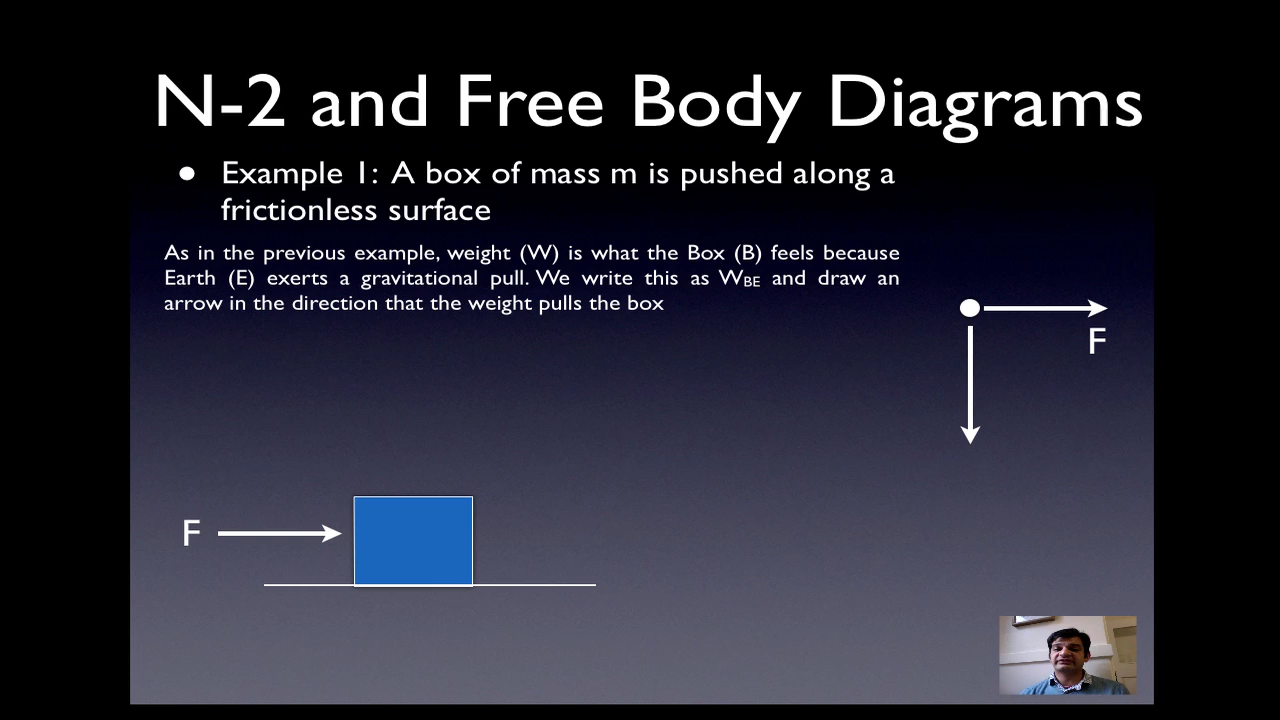 N-2 and Free Body Diagrams
● Example 1: A box of mass m is pushed along a
frictionless surface
As in the previous example, weight (W) is what the Box (B) feels because
Earth (E) exerts a gravitational pull. We write this as WBE and draw an
arrow in the direction that the weight pulls the box
F
F